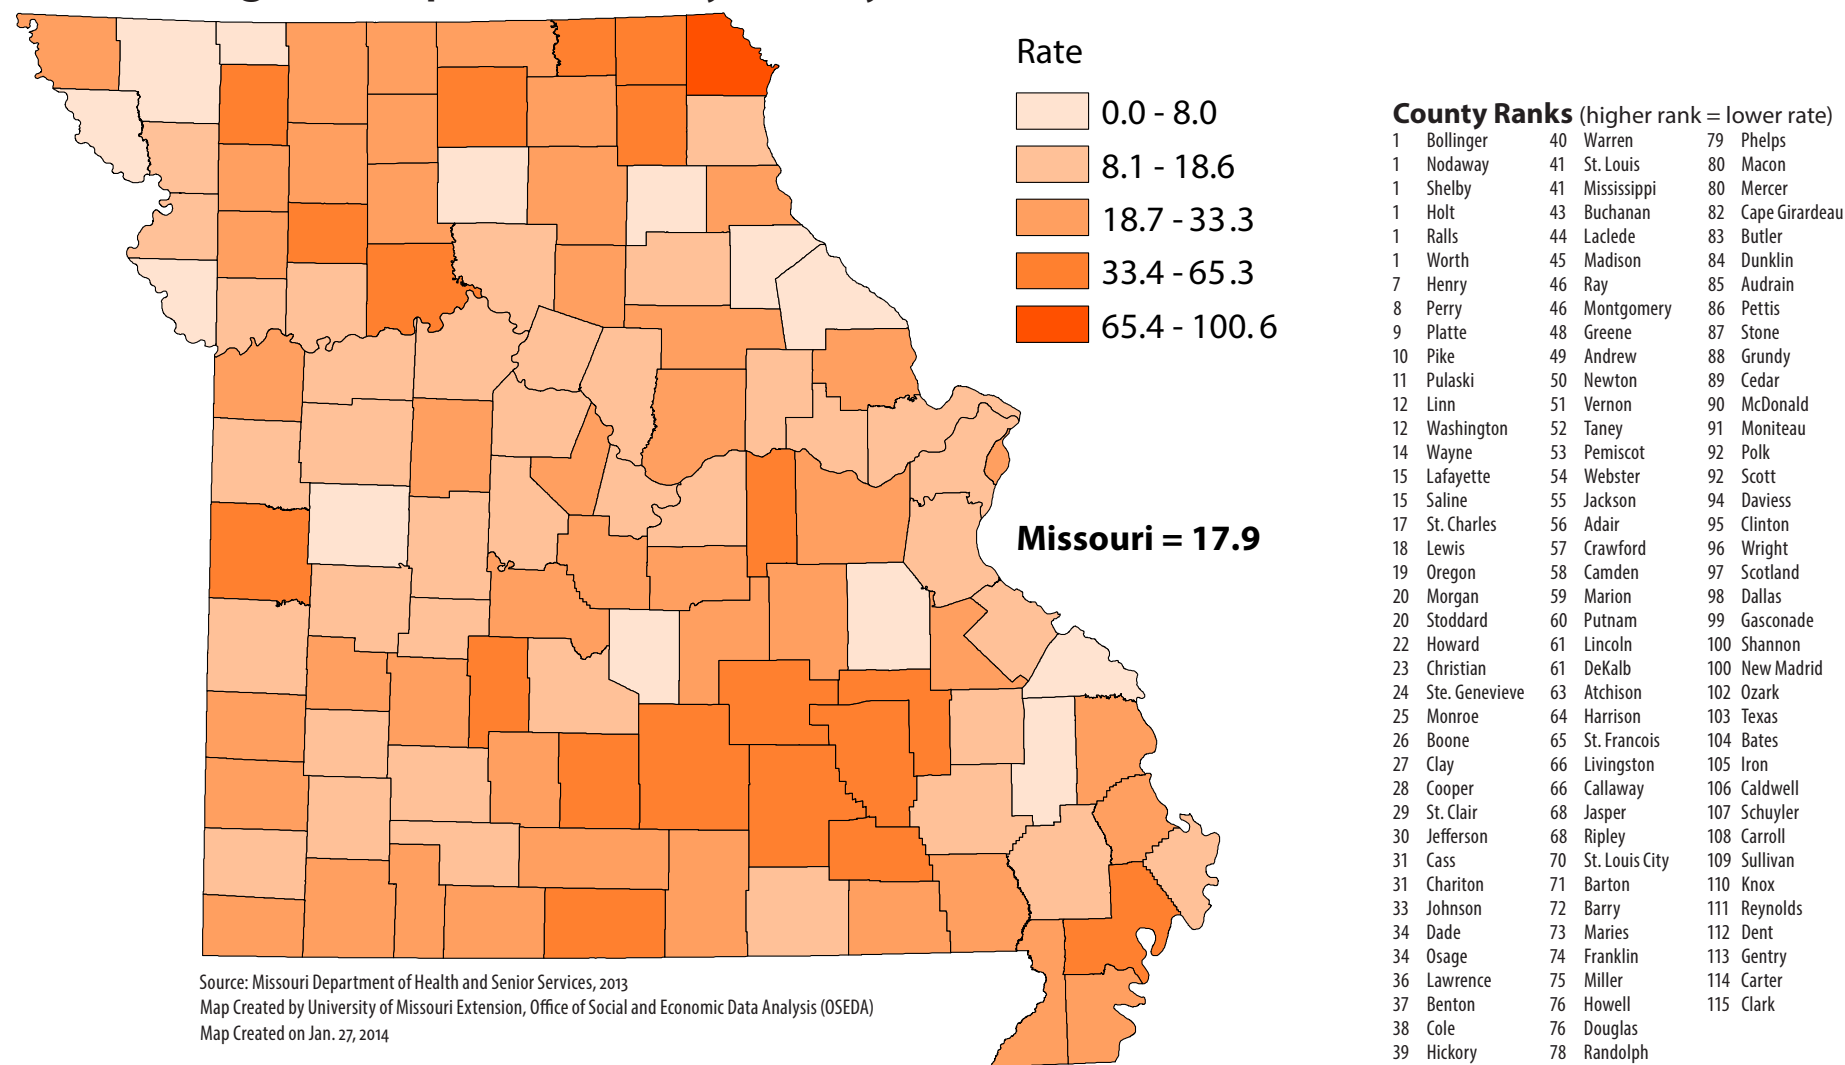 Rate
0.0 - 8.0
8.1 - 18.6
18.7 - 33.3
33.4 - 65.3
65.4 - 100.6
Missouri = 17.9
County Ranks (higher rank = lower rate)
1 Bollinger
1 Nodaway
1 Shelby
1 Holt
1 Ralls
1 Worth
7 Henry
8 Perry
9 Platte
10 Pike
11 Pulaski
12 Linn
12 Washington
14 Wayne
15 Lafayette
15 Saline
17 St. Charles
18 Lewis
19 Oregon
20 Morgan
20 Stoddard
22 Howard
23 Christian
24 Ste. Genevieve
25 Monroe
26 Boone
27 Clay
28 Cooper
29 St. Clair
30 Jefferson
31 Cass
31 Chariton
33 Johnson
34 Dade
34 Osage
36 Lawrence
37 Benton
38 Cole
39 Hickory
40 Warren
41 St. Louis
41 Mississippi
43 Buchanan
44 Laclede
45 Madison
46 Ray
46 Montgomery
48 Greene
49 Andrew
50 Newton
51 Vernon
52 Taney
53 Pemiscot
54 Webster
55 Jackson
56 Adair
57 Crawford
58 Camden
59 Marion
60 Putnam
61 Lincoln
61 DeKalb
63 Atchison
64 Harrison
65 St. Francois
66 Livingston
66 Callaway
68 Jasper
68 Ripley
70 St. Louis City
71 Barton
72 Barry
73 Maries
74 Franklin
75 Miller
76 Howell
76 Douglas
78 Randolph
79 Phelps
80 Macon
80 Mercer
82 Cape Girardeau
83 Butler
84 Dunklin
85 Audrain
86 Pettis
87 Stone
88 Grundy
89 Cedar
90 McDonald
91 Moniteau
92 Polk
92 Scott
94 Daviess
95 Clinton
96 Wright
97 Scotland
98 Dallas
99 Gasconade
100 Shannon
100 New Madrid
102 Ozark
103 Texas
104 Bates
105 Iron
106 Caldwell
107 Schuyler
108 Carroll
109 Sullivan
110 Knox
111 Reynolds
112 Dent
113 Gentry
114 Carter
115 Clark
Source: Missouri Department of Health and Senior Services, 2013
Map Created by University of Missouri Extension, Office of Social and Economic Data Analysis (OSEDA)
Map Created on Jan. 27, 2014